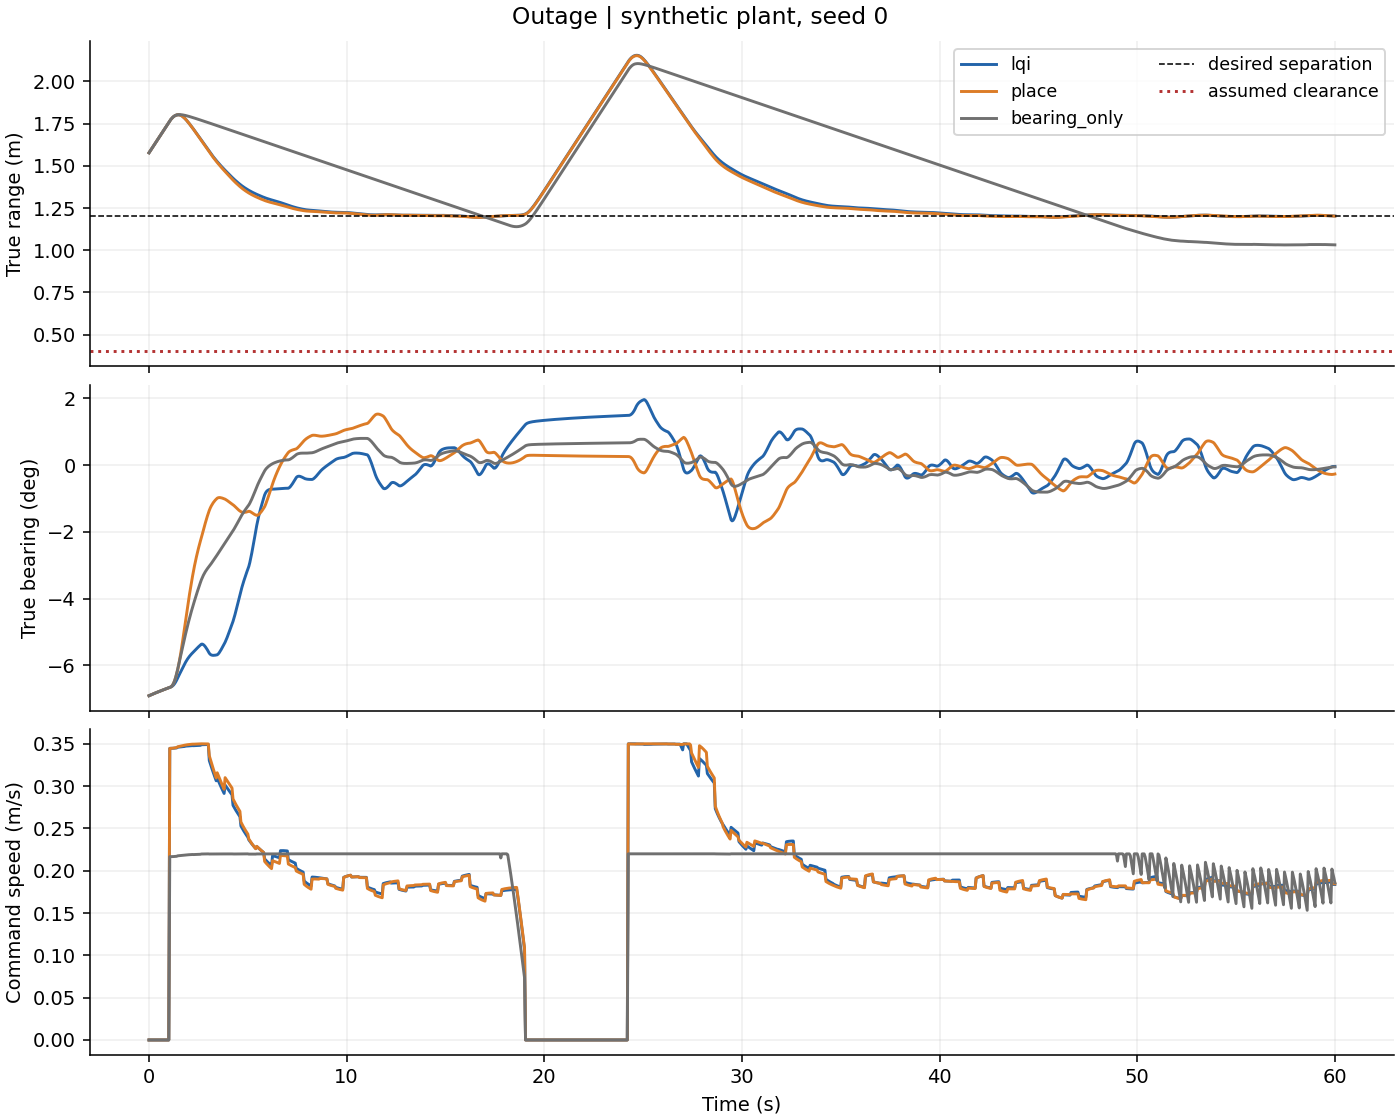 Outage | synthetic plant, seed 0
True range (m)
2.00
1.75
1.50
1.25
1.00
0.75
0.50
lqi
place
bearing_only
desired separation
assumed clearance
True bearing (deg)
2
0
−2
−4
−6
Command speed (m/s)
0.35
0.30
0.25
0.20
0.15
0.10
0.05
0.00
0 10 20 30 40 50 60
Time (s)